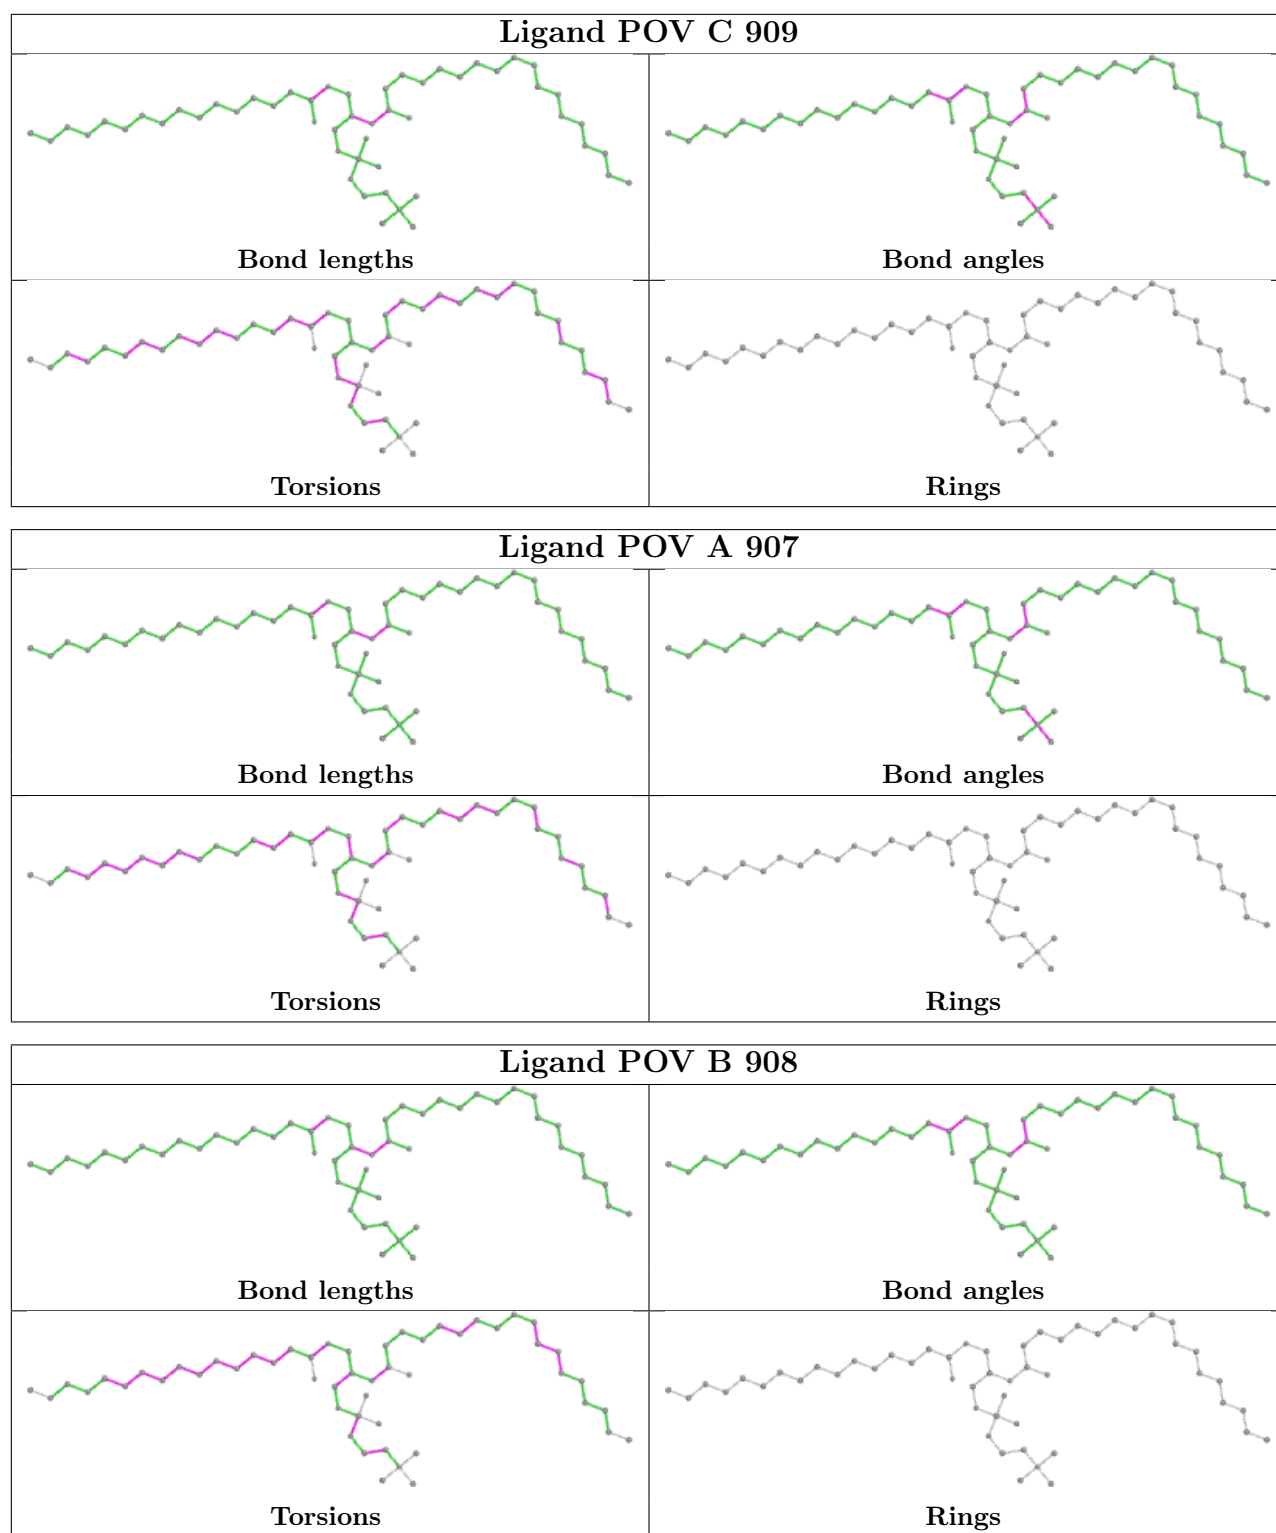 Ligand POV C 909
Bond lengths
Bond angles
Torsions
Rings
Ligand POV A 907
Bond lengths
Bond angles
Torsions
Rings
Ligand POV B 908
Bond lengths
Bond angles
Torsions
Rings